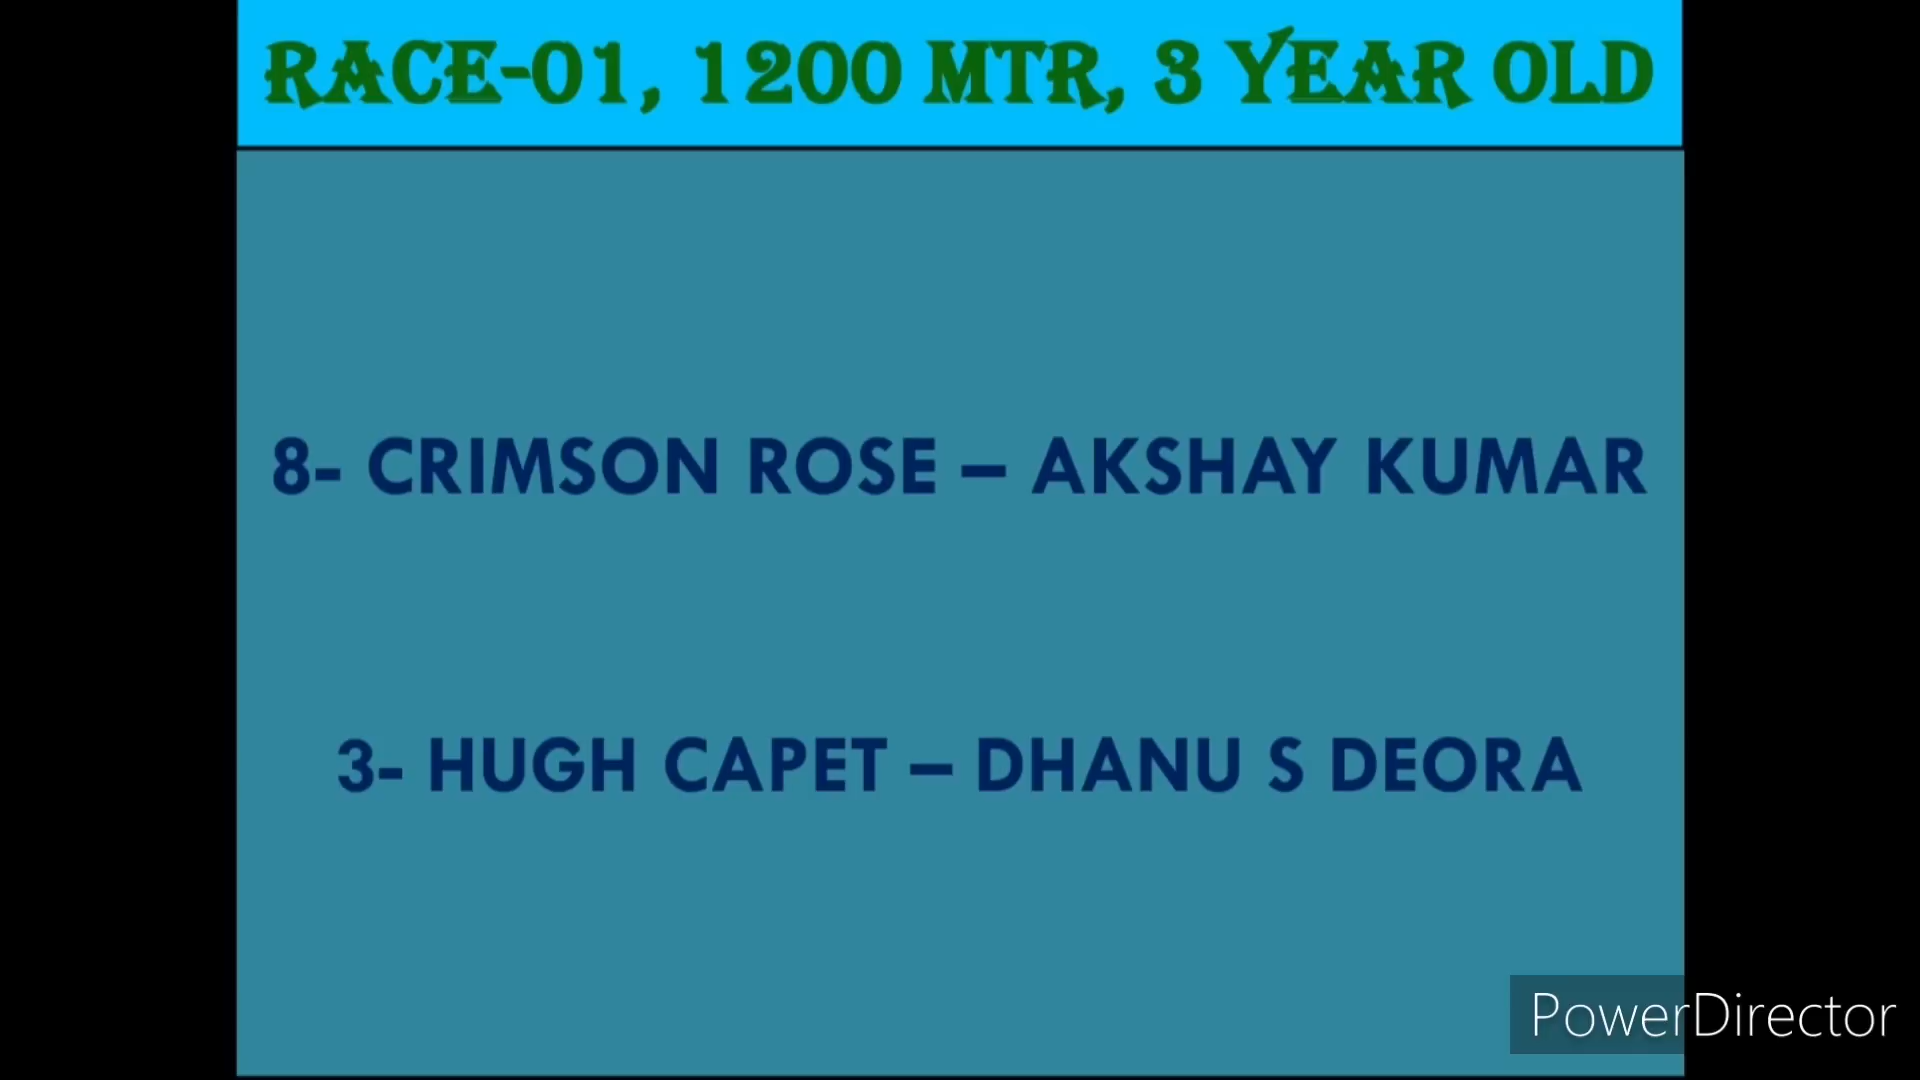 RACE-01, 1200 MTR, 3 YEAR OLD
8- CRIMSON ROSE – AKSHAY KUMAR
3- HUGH CAPET – DHANU S DEORA
PowerDirector